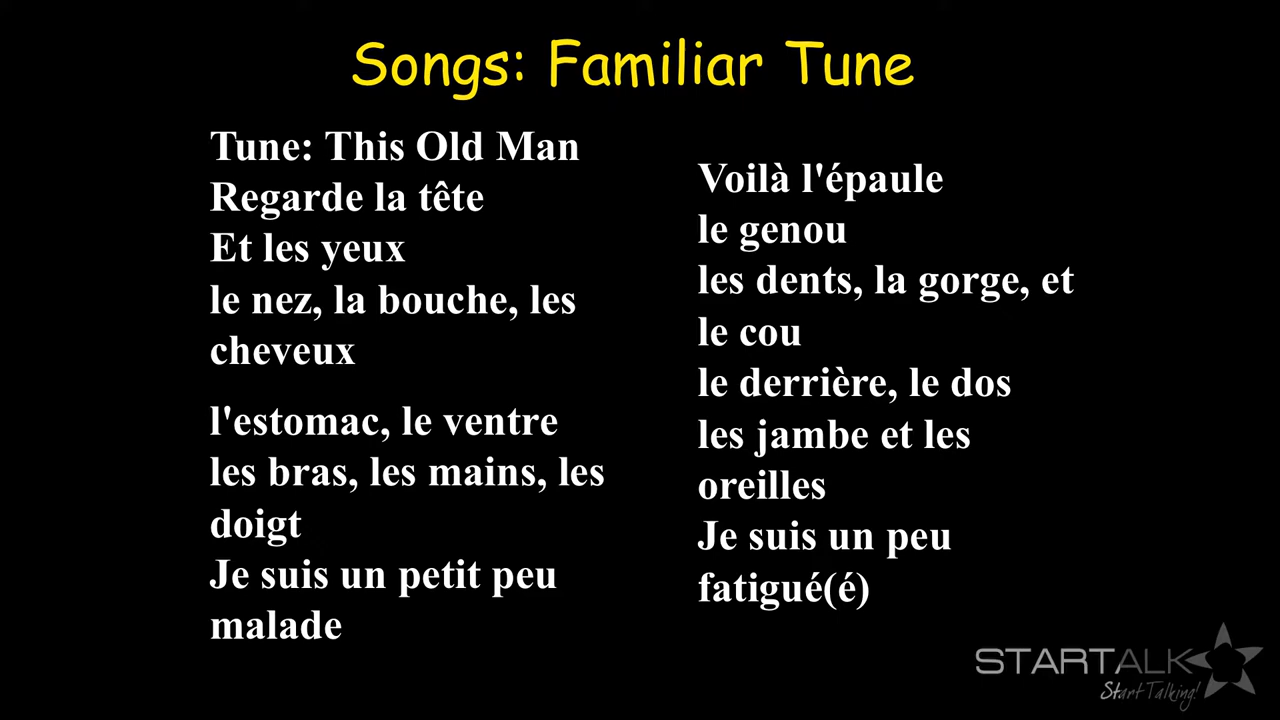 Songs: Familiar Tune
Tune: This Old Man
Regarde la tête
Et les yeux
le nez, la bouche, les
cheveux
l'estomac, le ventre
les bras, les mains, les
doigt
Je suis un petit peu
malade
Voilà l'épaule
le genou
les dents, la gorge, et
le cou
le derrière, le dos
les jambe et les
oreilles
Je suis un peu
fatigué(é)
STARTALK
Start Talking!